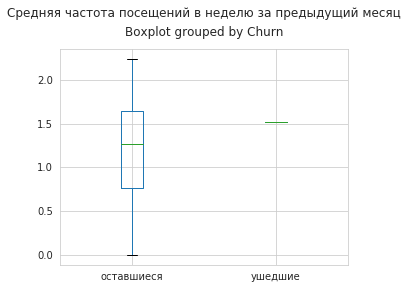 Средняя частота посещений в неделю за предыдущий месяц
Boxplot grouped by Churn
2.0
1.5
1.0
0.5
0.0
оставшиеся
ушедшие